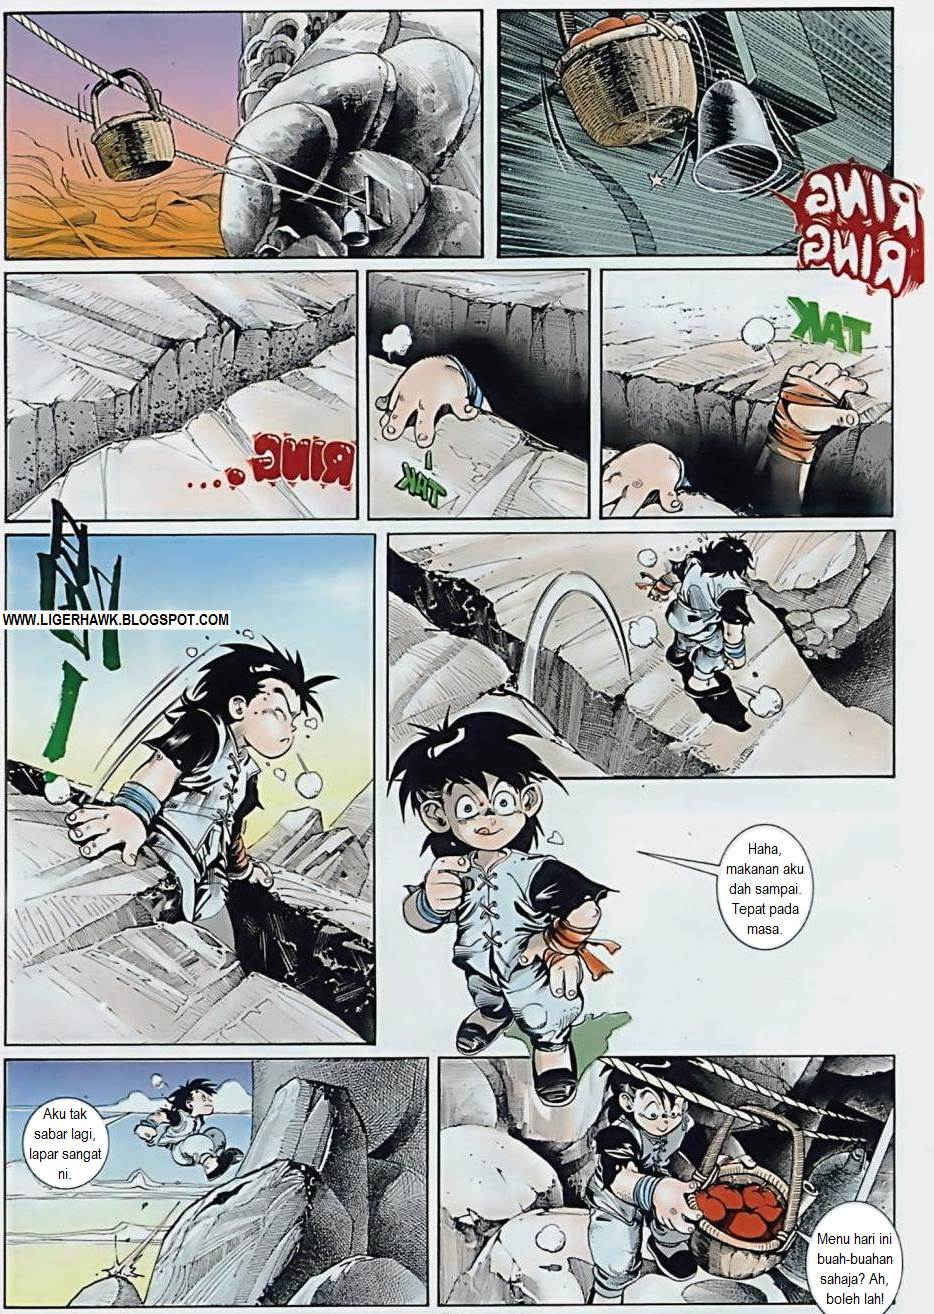 RING
RING
RING...
TAK
TAK
WWW.LIGERHAWK.BLOGSPOT.COM
Haha,
makanan aku
dah sampai.
Tepat pada
masa.
Aku tak
sabar lagi,
lapar sangat
ni.
Menu hari ini
buah-buahan
sahaja? Ah,
boleh lah!